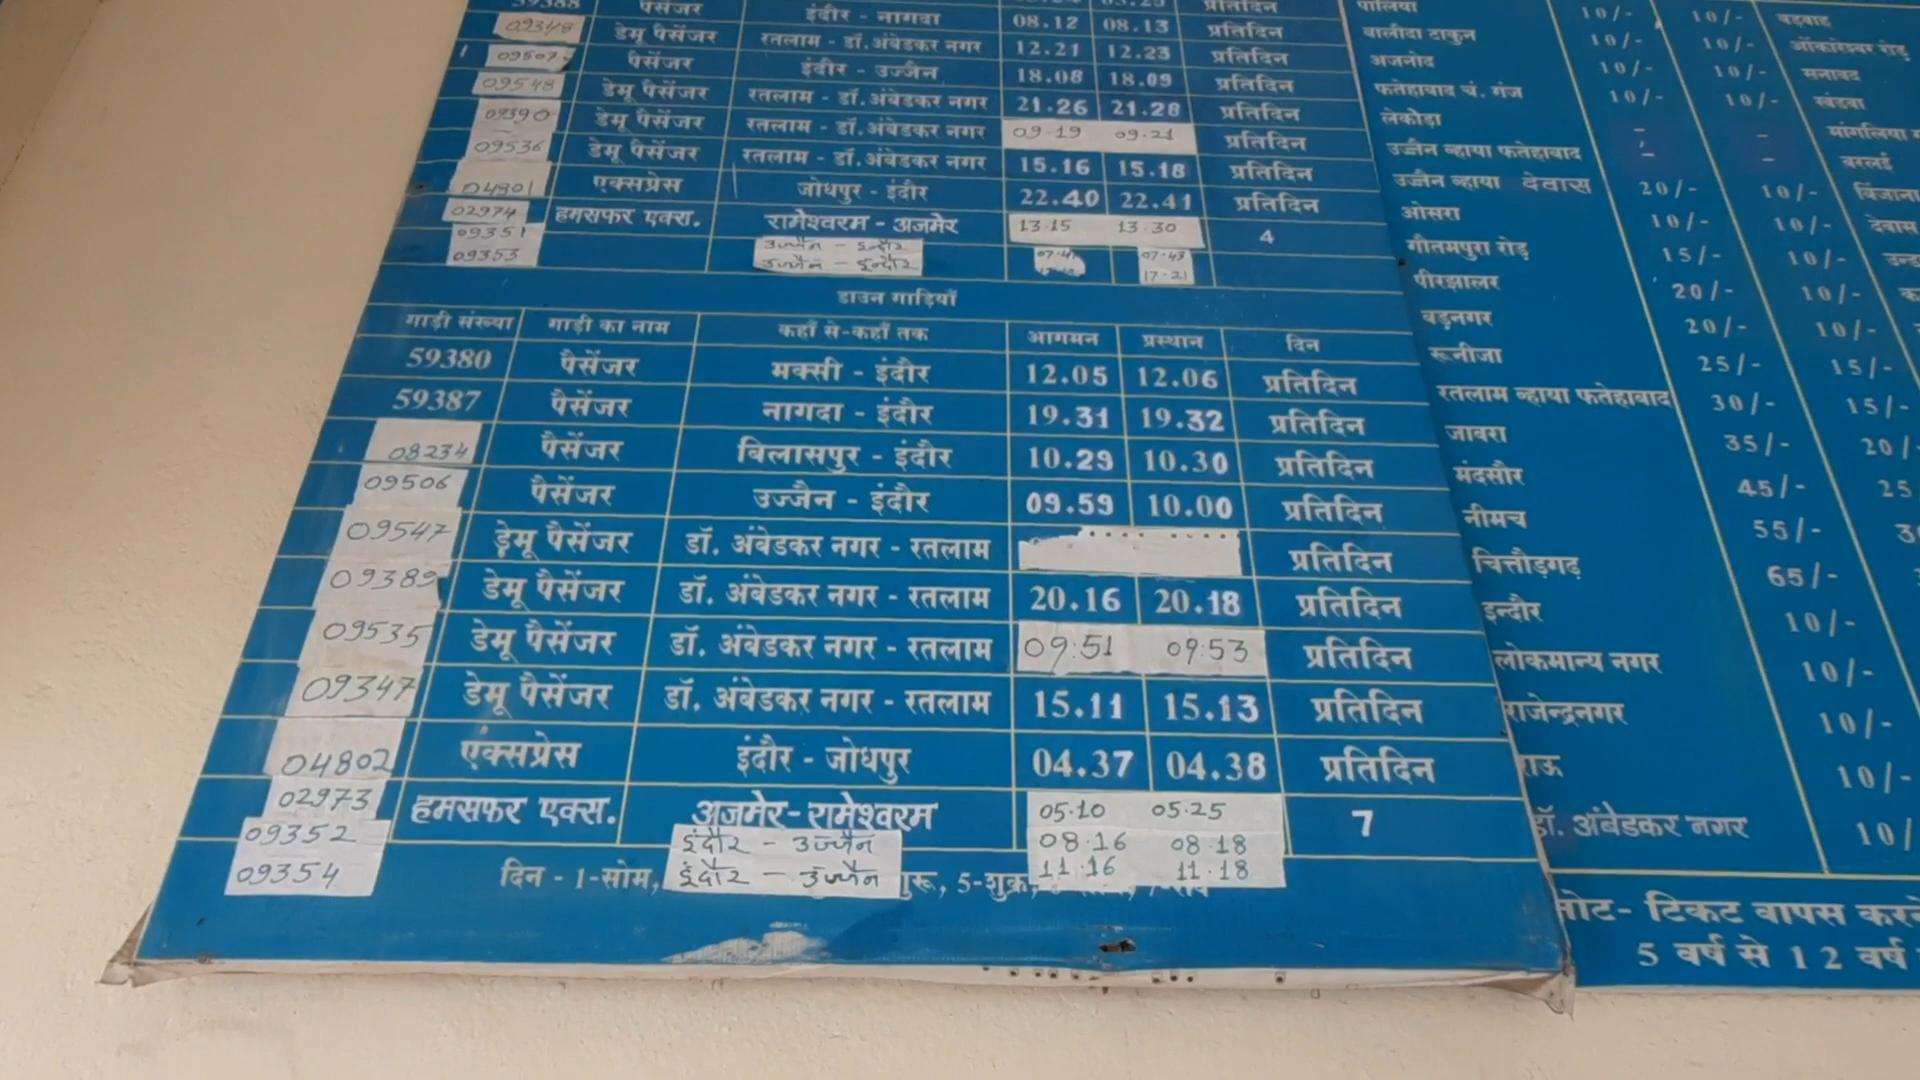 59388 पैसेंजर इंदौर - नागदा 08.12 08.13 प्रतिदिन
09348 डेमू पैसेंजर रतलाम - डॉ.अंबेडकर नगर 12.21 12.23 प्रतिदिन
09507 पैसेंजर इंदौर - उज्जैन 18.08 18.09 प्रतिदिन
09548 डेमू पैसेंजर रतलाम - डॉ.अंबेडकर नगर 21.26 21.28 प्रतिदिन
09390 डेमू पैसेंजर रतलाम - डॉ.अंबेडकर नगर 09.19 09.21 प्रतिदिन
09536 डेमू पैसेंजर रतलाम - डॉ.अंबेडकर नगर 15.16 15.18 प्रतिदिन
04801 एक्सप्रेस जोधपुर - इंदौर 22.40 22.41 प्रतिदिन
02974 हमसफर एक्स. रामेश्वरम - अजमेर 13.15 13.30 4
09351 उज्जैन - इन्दौर 07.43
09353 उज्जैन - इन्दौर 17.21
डाउन गाड़ियाँ
गाड़ी संख्या गाड़ी का नाम कहाँ से-कहाँ तक आगमन प्रस्थान दिन
59380 पैसेंजर मक्सी - इंदौर 12.05 12.06 प्रतिदिन
59387 पैसेंजर नागदा - इंदौर 19.31 19.32 प्रतिदिन
08234 पैसेंजर बिलासपुर - इंदौर 10.29 10.30 प्रतिदिन
09506 पैसेंजर उज्जैन - इंदौर 09.59 10.00 प्रतिदिन
09547 डेमू पैसेंजर डॉ. अंबेडकर नगर - रतलाम प्रतिदिन
09389 डेमू पैसेंजर डॉ. अंबेडकर नगर - रतलाम 20.16 20.18 प्रतिदिन
09535 डेमू पैसेंजर डॉ. अंबेडकर नगर - रतलाम 09:51 09:53 प्रतिदिन
09347 डेमू पैसेंजर डॉ. अंबेडकर नगर - रतलाम 15.11 15.13 प्रतिदिन
04802 एक्सप्रेस इंदौर - जोधपुर 04.37 04.38 प्रतिदिन
02973 हमसफर एक्स. अजमेर-रामेश्वरम 05.10 05.25 7
09352 इंदौर - उज्जैन 08.16 08.18
09354 इंदौर - उज्जैन 11.16 11.18
दिन - 1-सोम, गुरू, 5-शुक्र,
पालिया 10/- 10/- बड़वाह
बालौदा टाकुन 10/- 10/- ओंकारेश्वर रोड़
अजनोद 10/- 10/- सनावद
फतेहाबाद चं. गंज 10/- 10/- खंडवा
लेकोड़ा - - मांगलिया
उज्जैन व्हाया फतेहाबाद - - बरलई
उज्जैन व्हाया देवास 20/- 10/- बिंजाना
ओसरा 10/- 10/- देवास
गौतमपुरा रोड़ 15/- 10/-
पीरझालर 20/- 10/-
बड़नगर 20/- 10/-
रूनीजा 25/- 15/-
रतलाम व्हाया फतेहाबाद 30/- 15/-
जावरा 35/- 20/-
मंदसौर 45/- 25
नीमच 55/-
चित्तौड़गढ़ 65/-
इन्दौर 10/-
लोकमान्य नगर 10/-
राजेन्द्रनगर 10/-
राऊ 10/-
डॉ. अंबेडकर नगर 10/
नोट- टिकट वापस
5 वर्ष से 12 वर्ष